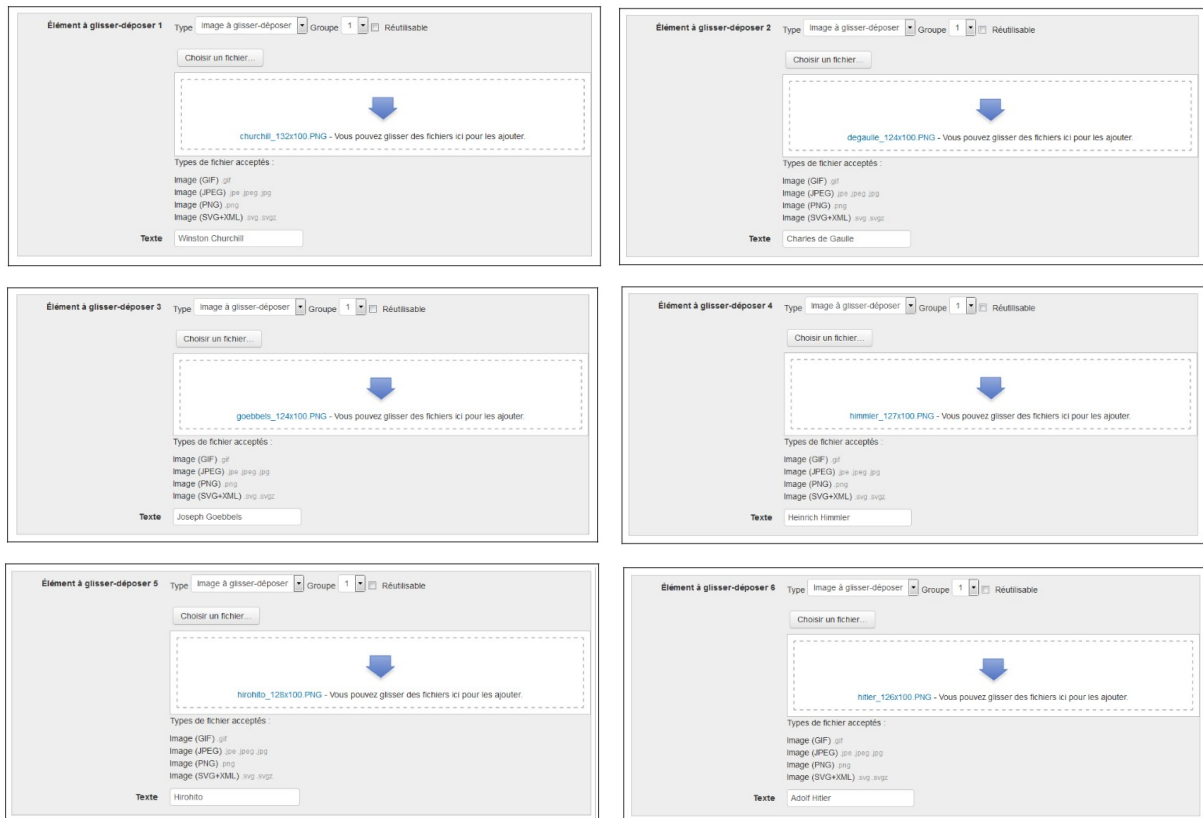 Élément à glisser-déposer 1 Type Image à glisser-déposer Groupe 1 Réutilisable
Choisir un fichier...
churchill_132x100.PNG - Vous pouvez glisser des fichiers ici pour les ajouter.
Types de fichier acceptés :
Image (GIF) .gif
Image (JPEG) .jpe .jpeg .jpg
Image (PNG) .png
Image (SVG+XML) .svg .svgz
Texte Winston Churchill
Élément à glisser-déposer 2 Type Image à glisser-déposer Groupe 1 Réutilisable
Choisir un fichier...
degaulle_124x100.PNG - Vous pouvez glisser des fichiers ici pour les ajouter.
Types de fichier acceptés :
Image (GIF) .gif
Image (JPEG) .jpe .jpeg .jpg
Image (PNG) .png
Image (SVG+XML) .svg .svgz
Texte Charles de Gaulle
Élément à glisser-déposer 3 Type Image à glisser-déposer Groupe 1 Réutilisable
Choisir un fichier...
goebbels_124x100.PNG - Vous pouvez glisser des fichiers ici pour les ajouter.
Types de fichier acceptés :
Image (GIF) .gif
Image (JPEG) .jpe .jpeg .jpg
Image (PNG) .png
Image (SVG+XML) .svg .svgz
Texte Joseph Goebbels
Élément à glisser-déposer 4 Type Image à glisser-déposer Groupe 1 Réutilisable
Choisir un fichier...
himmler_127x100.PNG - Vous pouvez glisser des fichiers ici pour les ajouter.
Types de fichier acceptés :
Image (GIF) .gif
Image (JPEG) .jpe .jpeg .jpg
Image (PNG) .png
Image (SVG+XML) .svg .svgz
Texte Heinrich Himmler
Élément à glisser-déposer 5 Type Image à glisser-déposer Groupe 1 Réutilisable
Choisir un fichier...
hirohito_128x100.PNG - Vous pouvez glisser des fichiers ici pour les ajouter.
Types de fichier acceptés :
Image (GIF) .gif
Image (JPEG) .jpe .jpeg .jpg
Image (PNG) .png
Image (SVG+XML) .svg .svgz
Texte Hirohito
Élément à glisser-déposer 6 Type Image à glisser-déposer Groupe 1 Réutilisable
Choisir un fichier...
hitler_126x100.PNG - Vous pouvez glisser des fichiers ici pour les ajouter.
Types de fichier acceptés :
Image (GIF) .gif
Image (JPEG) .jpe .jpeg .jpg
Image (PNG) .png
Image (SVG+XML) .svg .svgz
Texte Adolf Hitler